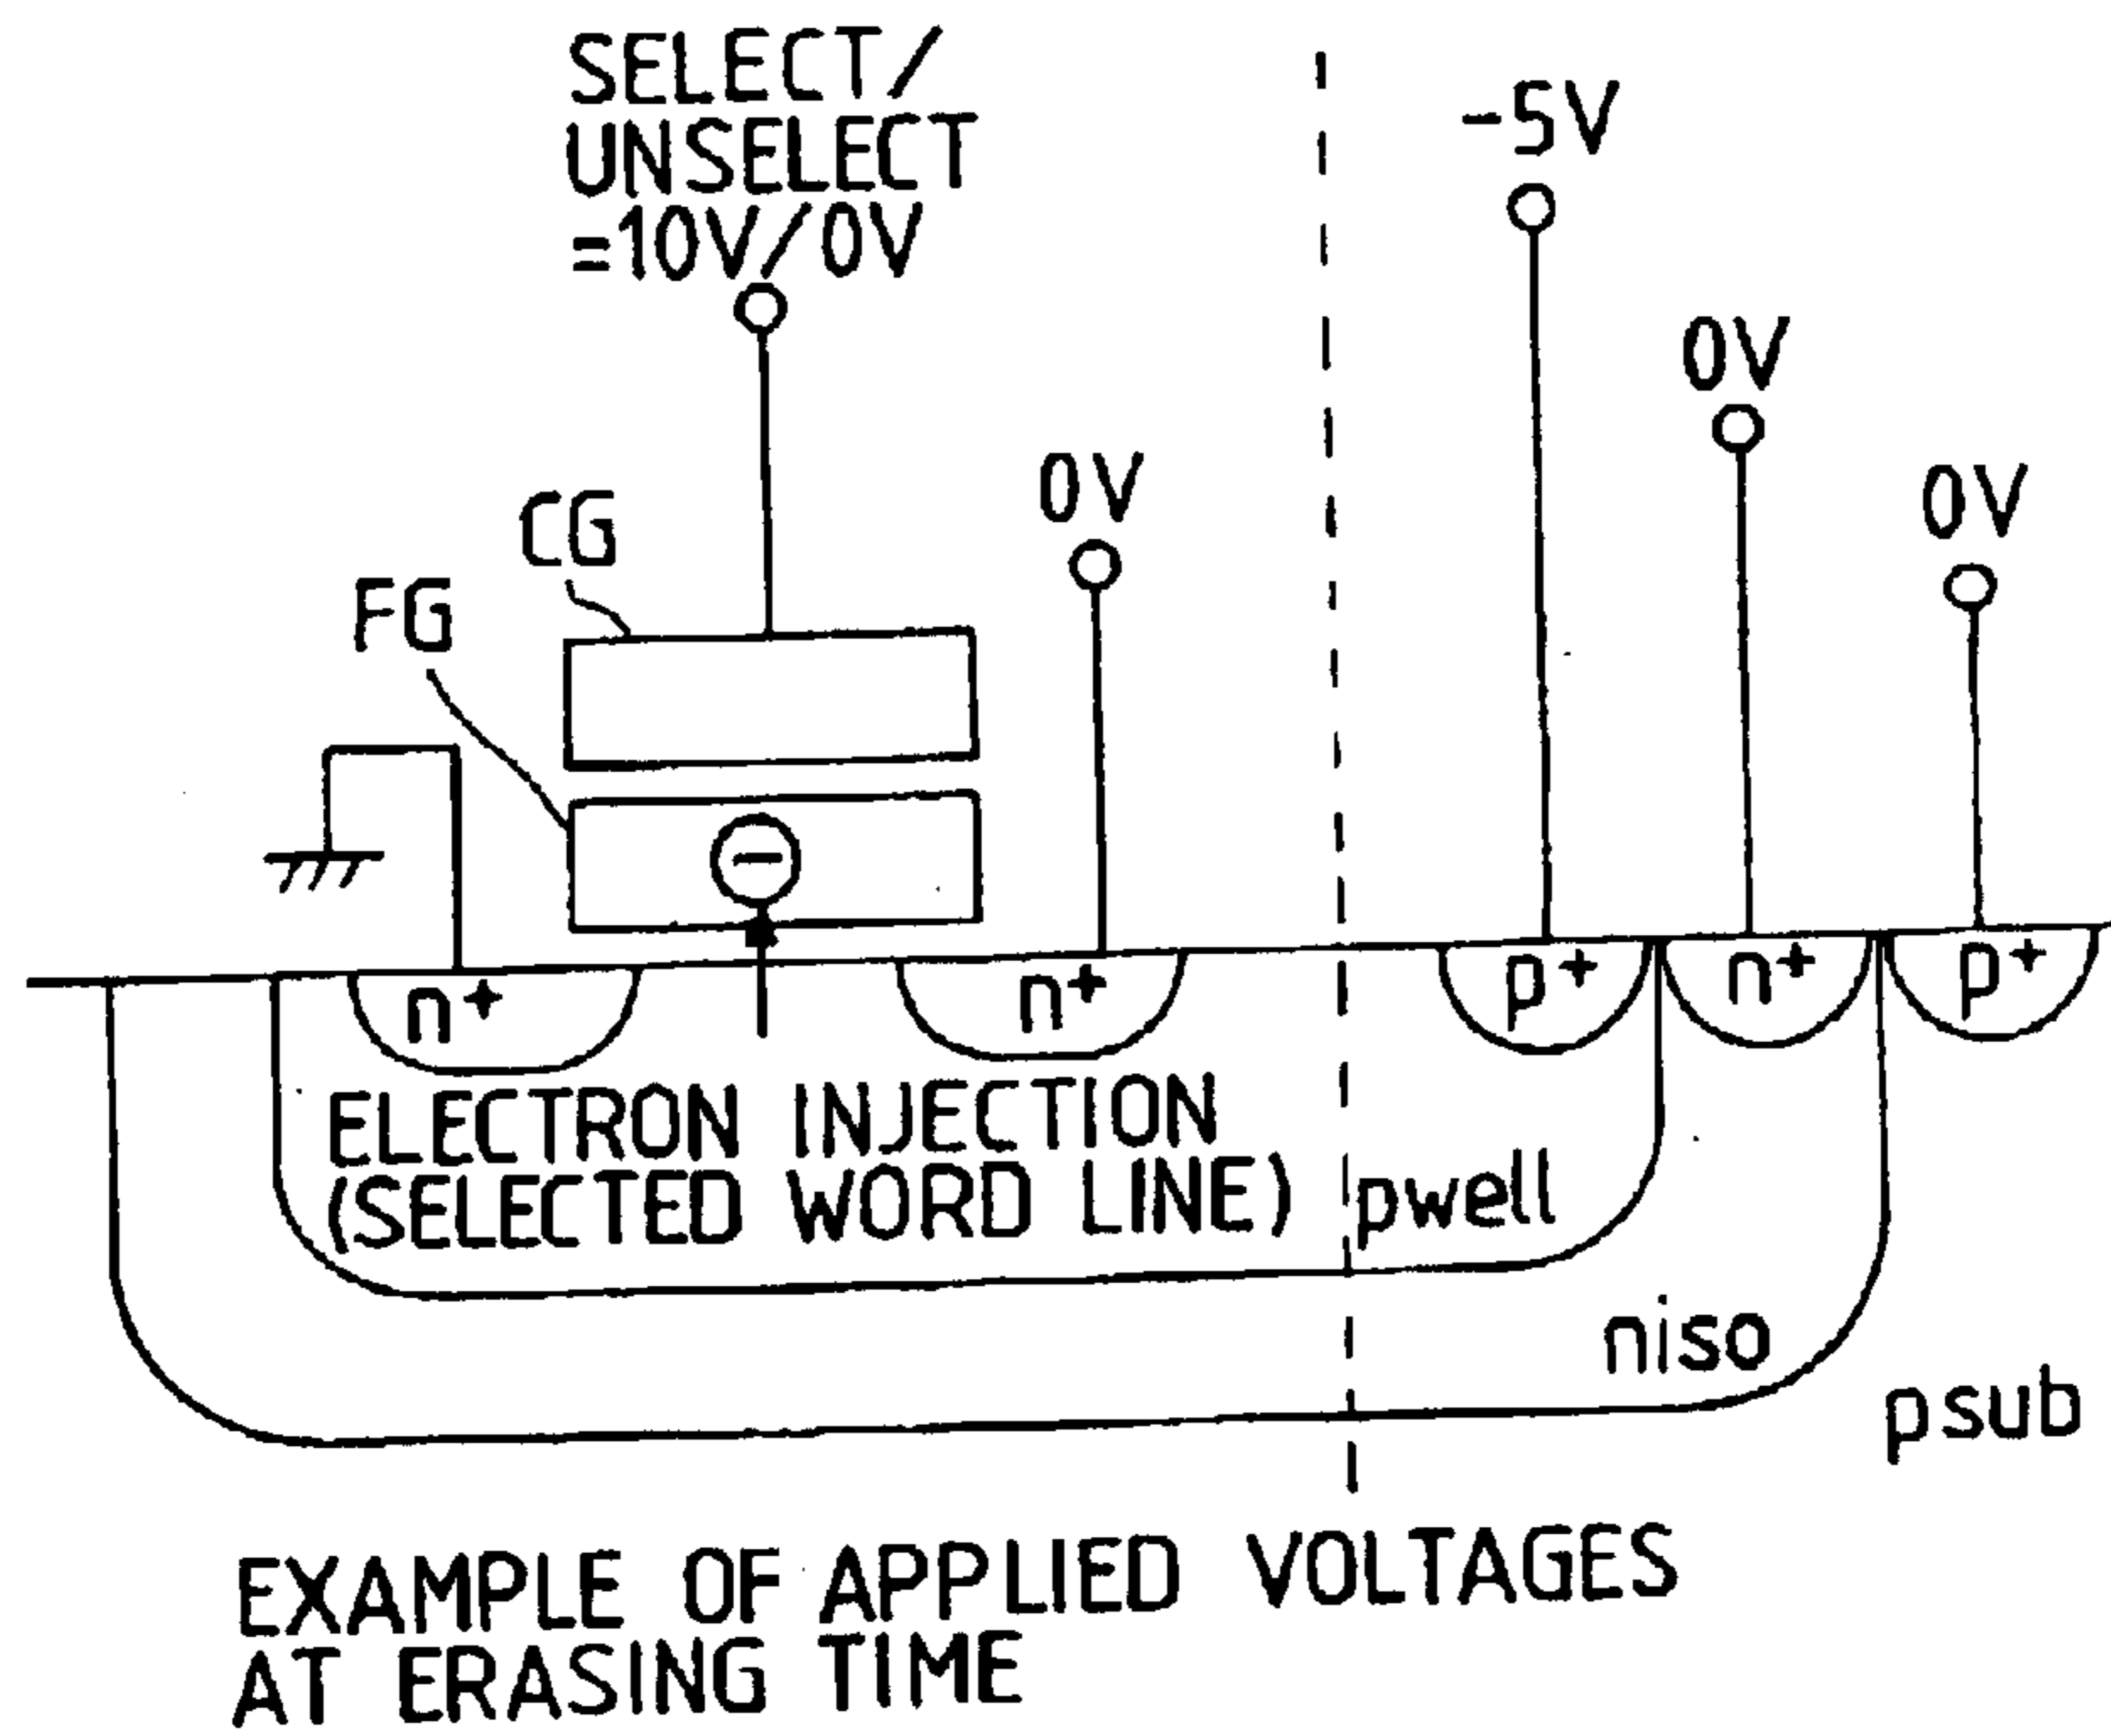 SELECT/
UNSELECT
=10V/0V
-5V
0V
0V
0V
CG
FG
n+
n+
p+
n+
p+
ELECTRON INJECTION
(SELECTED WORD LINE)
pwell
niso
psub
EXAMPLE OF APPLIED VOLTAGES
AT ERASING TIME